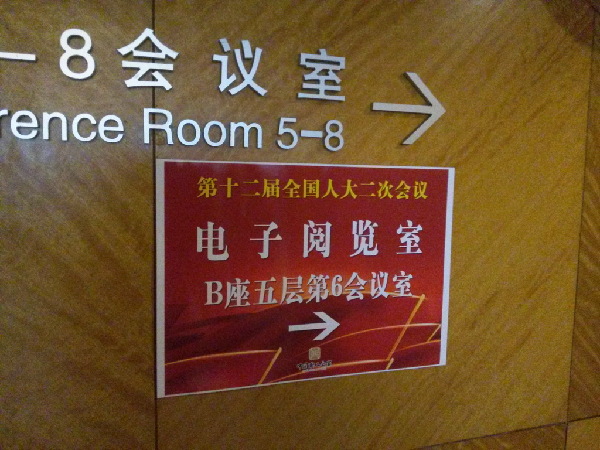 –8会议室
rence Room 5–8
第十二届全国人大二次会议
电子阅览室
B座五层第6会议室